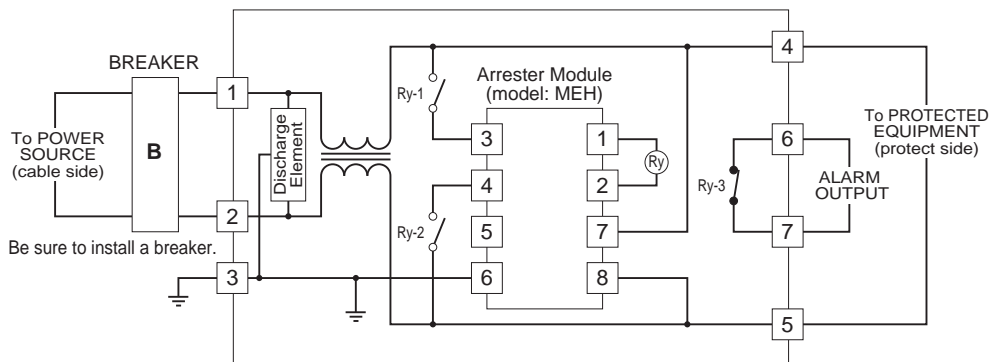 BREAKER
To POWER
SOURCE
(cable side)
B
Be sure to install a breaker.
1
2
3
Discharge
Element
Ry-1
Ry-2
Arrester Module
(model: MEH)
3
4
5
6
1
2
7
8
Ry
Ry-3
4
6
7
5
ALARM
OUTPUT
To PROTECTED
EQUIPMENT
(protect side)